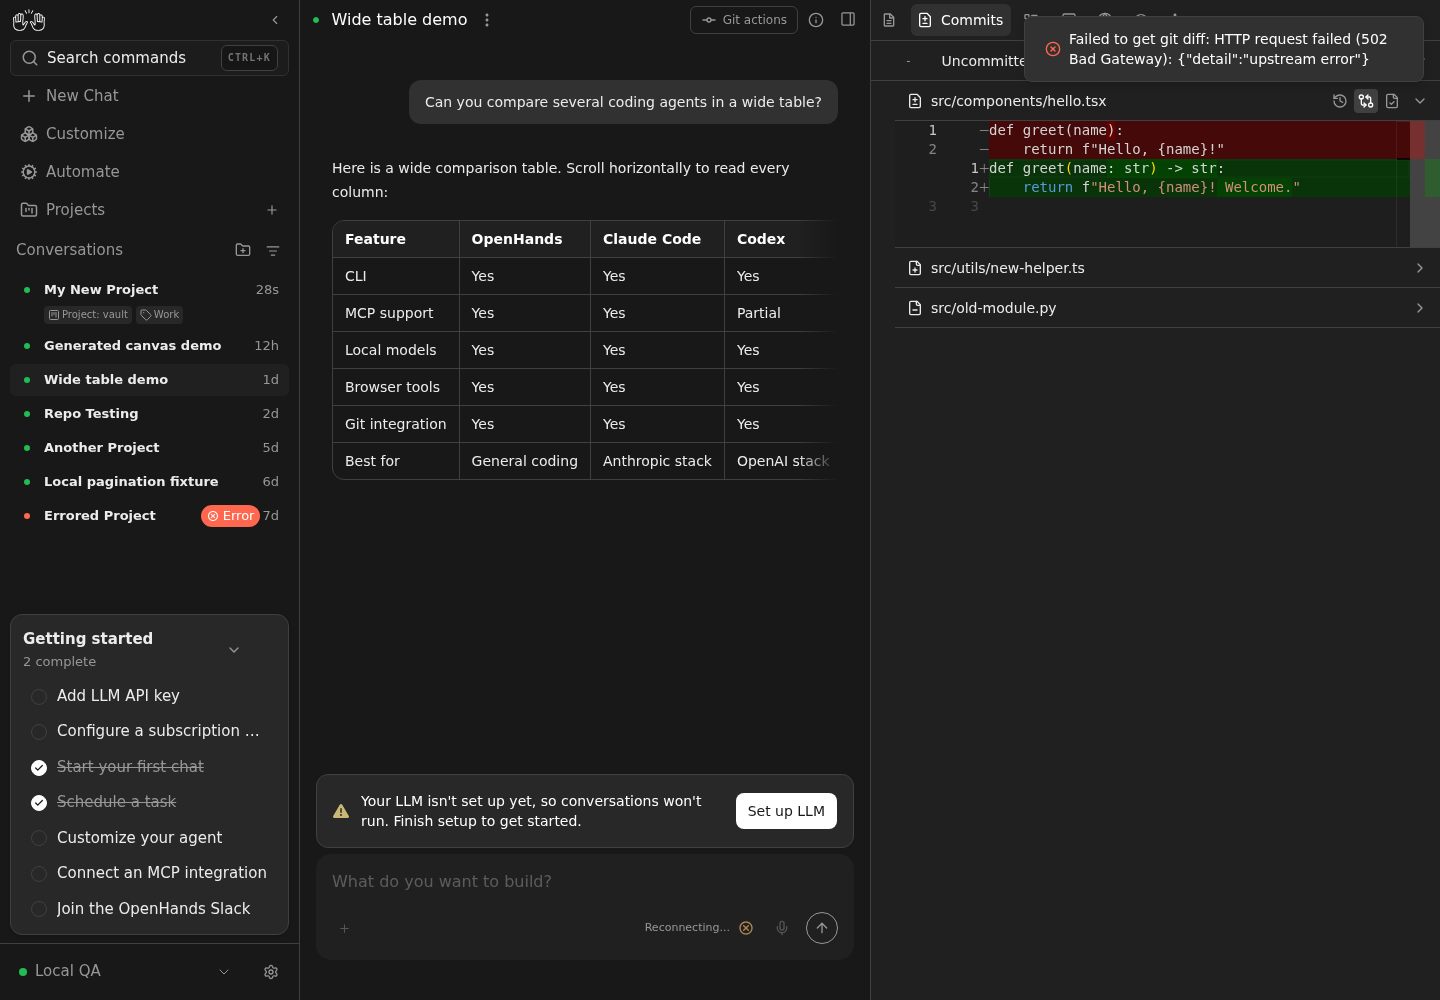 Search commands
CTRL+K
New Chat
Customize
Automate
Projects
Conversations
My New Project 28s
Project: vault Work
Generated canvas demo 12h
Wide table demo 1d
Repo Testing 2d
Another Project 5d
Local pagination fixture 6d
Errored Project Error 7d
Getting started
2 complete
Add LLM API key
Configure a subscription ...
Start your first chat
Schedule a task
Customize your agent
Connect an MCP integration
Join the OpenHands Slack
Local QA
Wide table demo
Git actions
Can you compare several coding agents in a wide table?
Here is a wide comparison table. Scroll horizontally to read every
column:
Feature OpenHands Claude Code Codex
CLI Yes Yes Yes
MCP support Yes Yes Partial
Local models Yes Yes Yes
Browser tools Yes Yes Yes
Git integration Yes Yes Yes
Best for General coding Anthropic stack OpenAI stack
Your LLM isn't set up yet, so conversations won't
run. Finish setup to get started.
Set up LLM
What do you want to build?
Reconnecting...
Commits
Failed to get git diff: HTTP request failed (502
Bad Gateway): {"detail":"upstream error"}
- Uncommitte
src/components/hello.tsx
1 −def greet(name):
2 −    return f"Hello, {name}!"
1+def greet(name: str) -> str:
2+    return f"Hello, {name}! Welcome."
3 3
src/utils/new-helper.ts
src/old-module.py